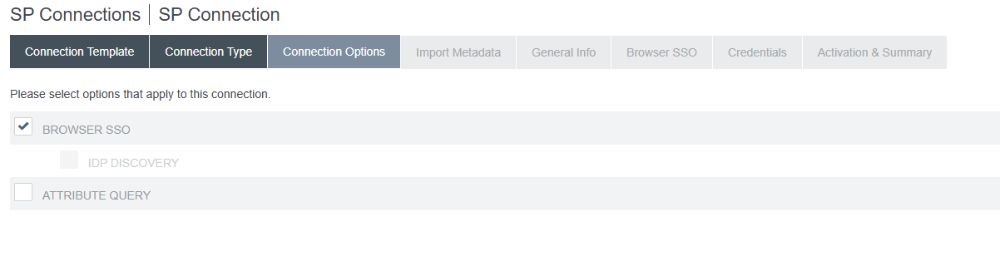 SP Connections | SP Connection
Connection Template Connection Type Connection Options Import Metadata General Info Browser SSO Credentials Activation & Summary
Please select options that apply to this connection.
BROWSER SSO
IDP DISCOVERY
ATTRIBUTE QUERY